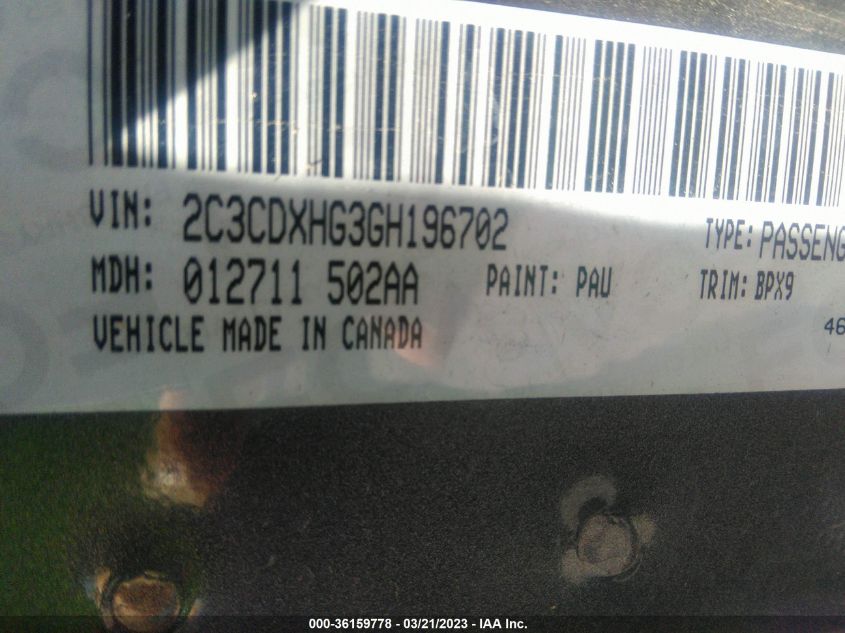 VIN: 2C3CDXHG3GH196702 TYPE: PASSENG
MDH: 012711 502AA PAINT: PAU TRIM: BPX9
VEHICLE MADE IN CANADA 46
000-36159778 - 03/21/2023 - IAA Inc.